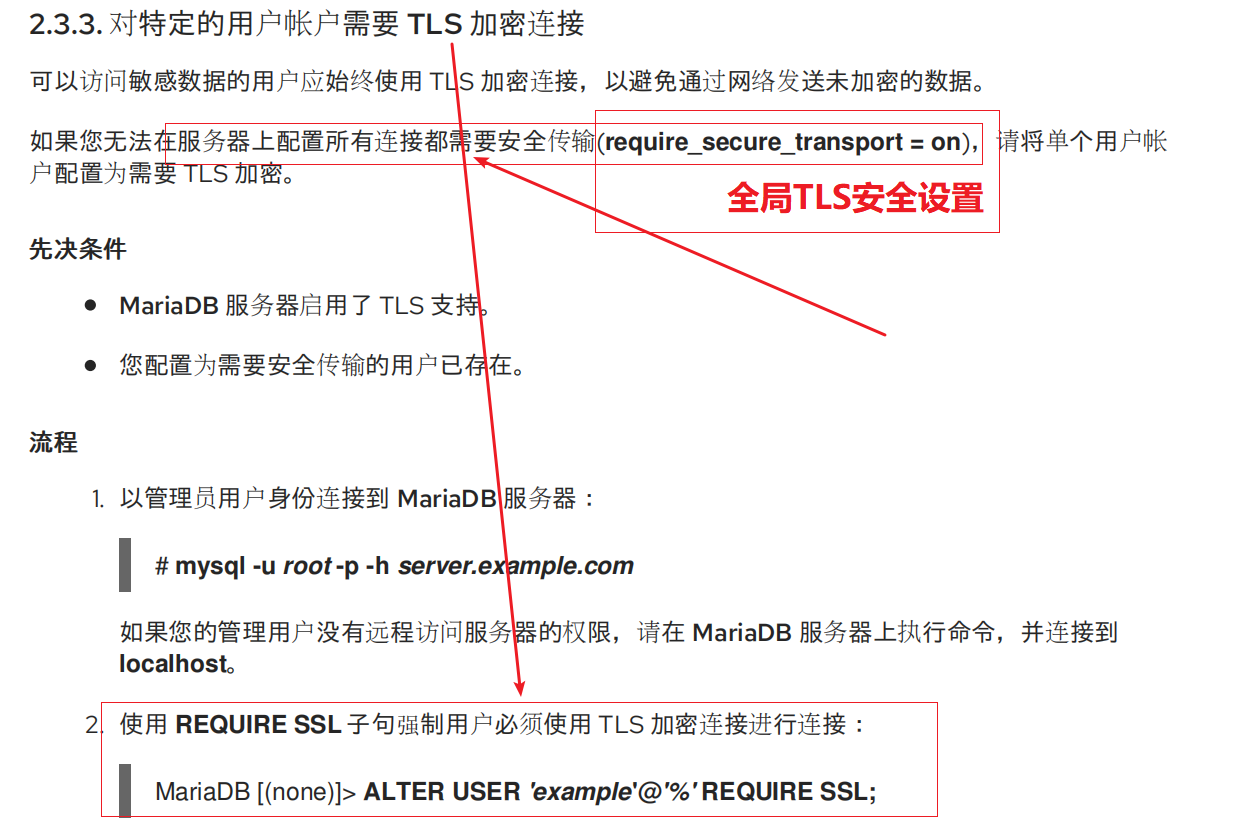 2.3.3. 对特定的用户帐户需要 TLS 加密连接
可以访问敏感数据的用户应始终使用 TLS 加密连接，以避免通过网络发送未加密的数据。
如果您无法在服务器上配置所有连接都需要安全传输(require_secure_transport = on)，请将单个用户帐
户配置为需要 TLS 加密。
全局TLS安全设置
先决条件
● MariaDB 服务器启用了 TLS 支持。
● 您配置为需要安全传输的用户已存在。
流程
1. 以管理员用户身份连接到 MariaDB 服务器：
# mysql -u root -p -h server.example.com
如果您的管理用户没有远程访问服务器的权限，请在 MariaDB 服务器上执行命令，并连接到
localhost。
2. 使用 REQUIRE SSL 子句强制用户必须使用 TLS 加密连接进行连接：
MariaDB [(none)]> ALTER USER 'example'@'%' REQUIRE SSL;